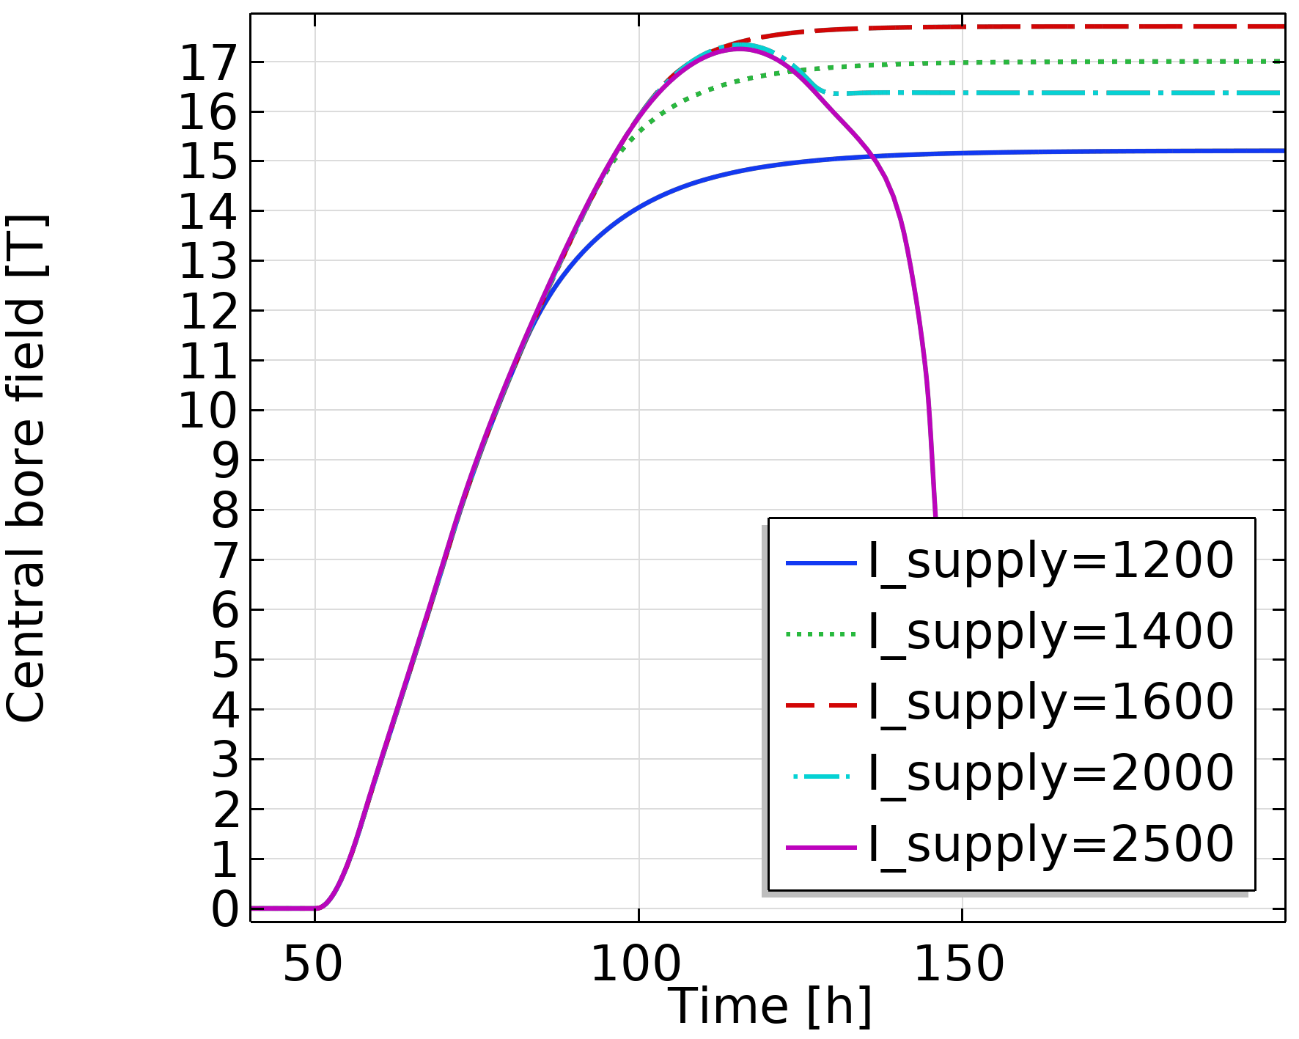 Central bore field [T]
17
16
15
14
13
12
11
10
9
8
7
6
5
4
3
2
1
0
I_supply=1200
I_supply=1400
I_supply=1600
I_supply=2000
I_supply=2500
50 100 150
Time [h]